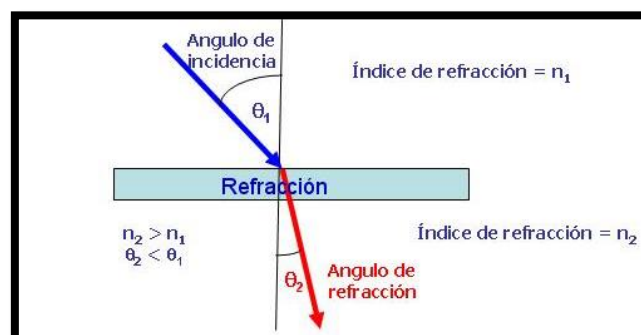 Angulo de
incidencia
Índice de refracción = n₁
θ₁
Refracción
n₂ > n₁
θ₂ < θ₁
Índice de refracción = n₂
θ₂
Angulo de
refracción